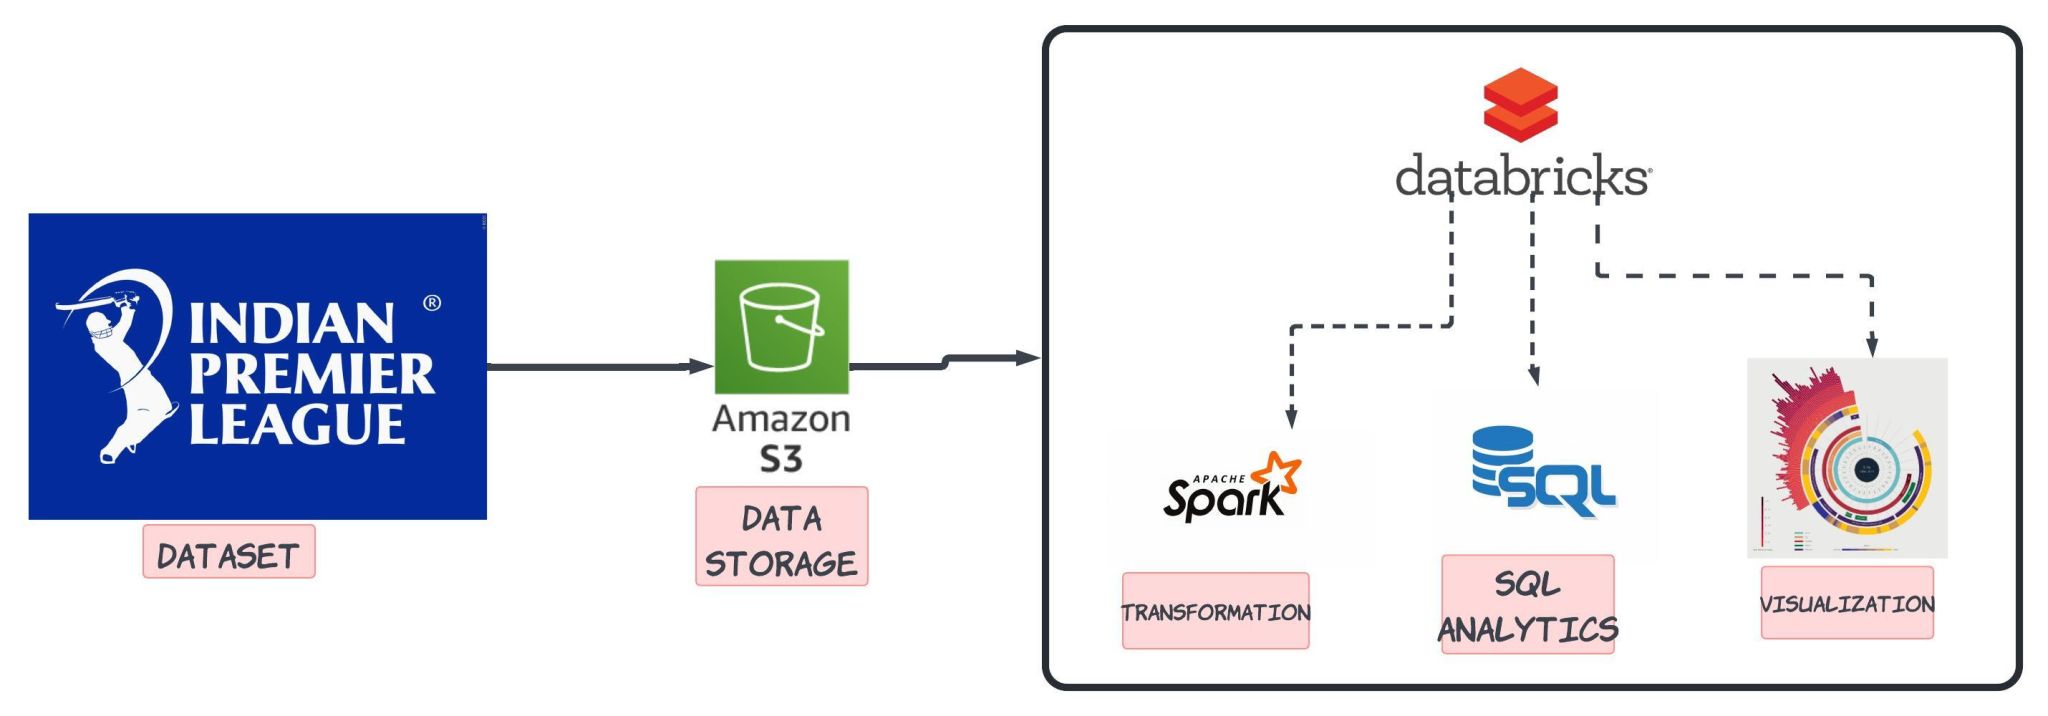 INDIAN ®
PREMIER
LEAGUE
DATASET
Amazon
S3
DATA
STORAGE
databricks
APACHE
Spark
TRANSFORMATION
SQL
SQL
ANALYTICS
VISUALIZATION